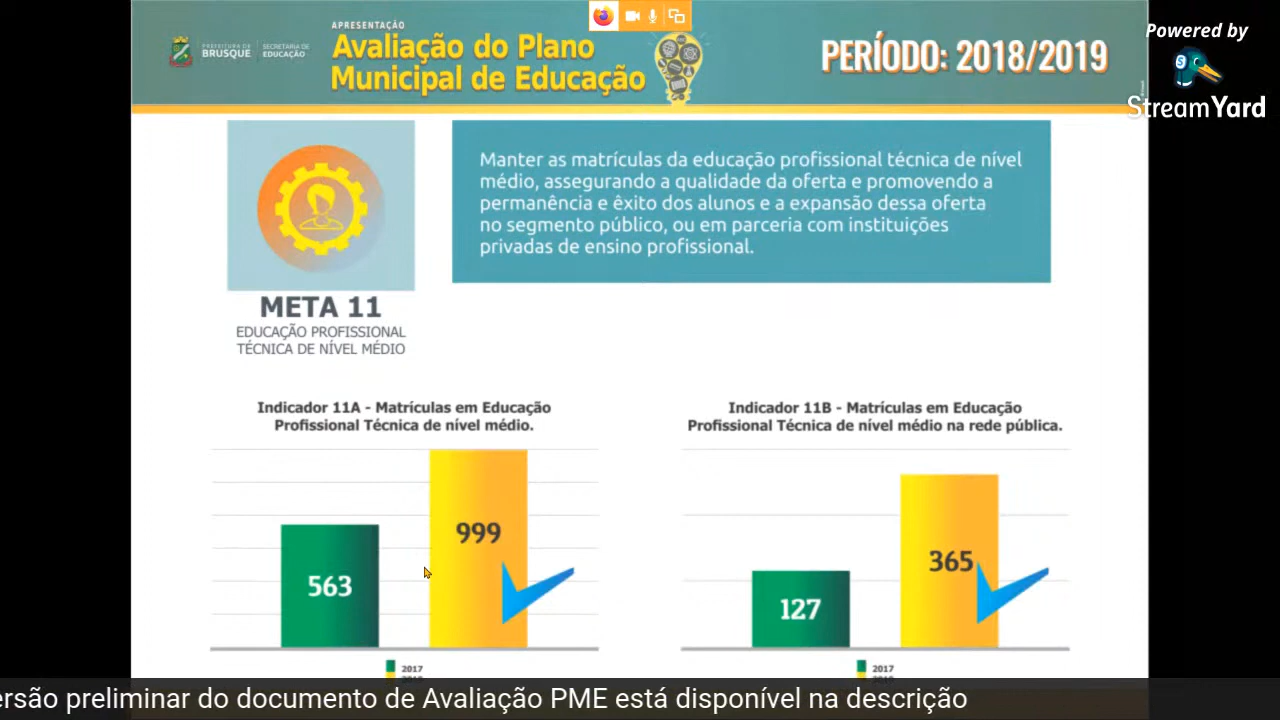 APRESENTAÇÃO
Avaliação do Plano
Municipal de Educação
PREFEITURA DE
BRUSQUE
SECRETARIA DE
EDUCAÇÃO
PERÍODO: 2018/2019
Powered by
StreamYard
Manter as matrículas da educação profissional técnica de nível
médio, assegurando a qualidade da oferta e promovendo a
permanência e êxito dos alunos e a expansão dessa oferta
no segmento público, ou em parceria com instituições
privadas de ensino profissional.
META 11
EDUCAÇÃO PROFISSIONAL
TÉCNICA DE NÍVEL MÉDIO
Indicador 11A - Matrículas em Educação
Profissional Técnica de nível médio.
563
999
2017
Indicador 11B - Matrículas em Educação
Profissional Técnica de nível médio na rede pública.
127
365
2017
ersão preliminar do documento de Avaliação PME está disponível na descrição